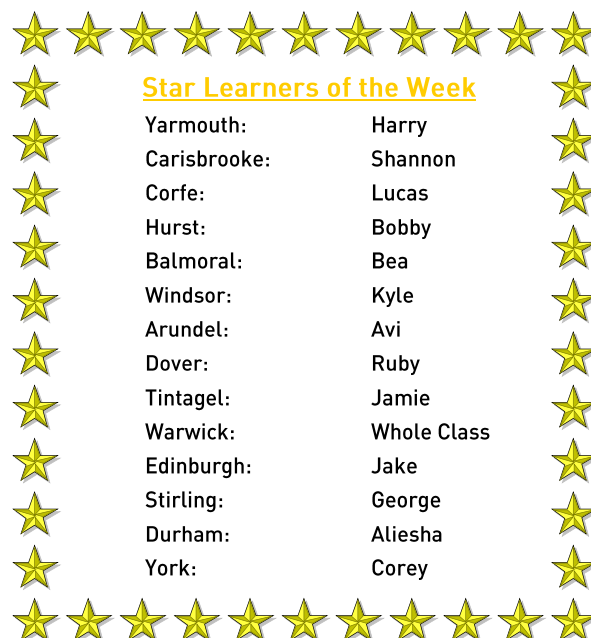 Star Learners of the Week
Yarmouth: Harry
Carisbrooke: Shannon
Corfe: Lucas
Hurst: Bobby
Balmoral: Bea
Windsor: Kyle
Arundel: Avi
Dover: Ruby
Tintagel: Jamie
Warwick: Whole Class
Edinburgh: Jake
Stirling: George
Durham: Aliesha
York: Corey